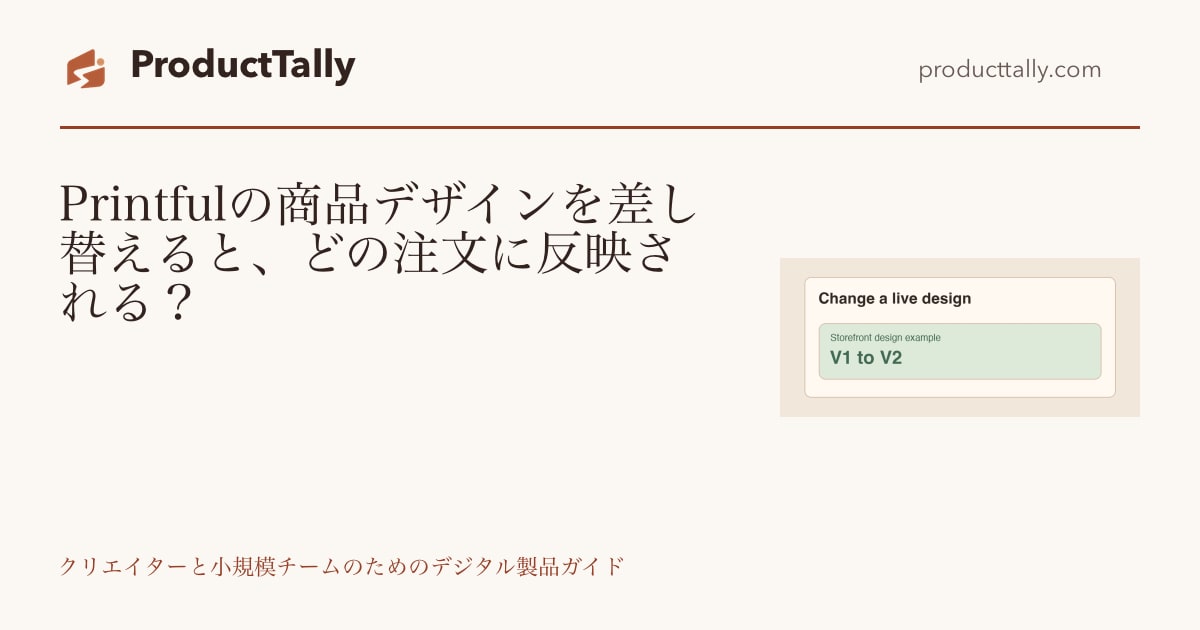 ProductTally
producttally.com
Printfulの商品デザインを差し
替えると、どの注文に反映さ
れる？
Change a live design
Storefront design example
V1 to V2
クリエイターと小規模チームのためのデジタル製品ガイド